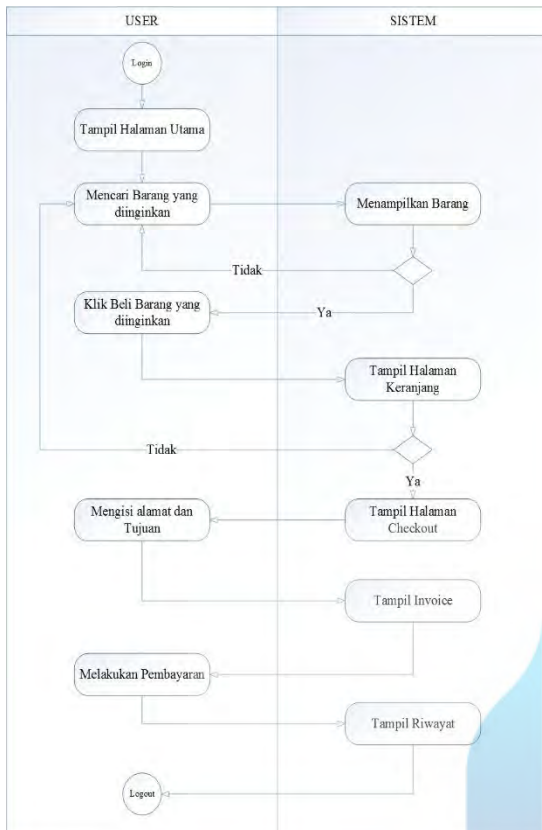 USER
SISTEM
Login
Tampil Halaman Utama
Mencari Barang yang
diinginkan
Menampilkan Barang
Tidak
Klik Beli Barang yang
diinginkan
Ya
Tampil Halaman
Keranjang
Tidak
Ya
Mengisi alamat dan
Tujuan
Tampil Halaman
Checkout
Tampil Invoice
Melakukan Pembayaran
Tampil Riwayat
Logout